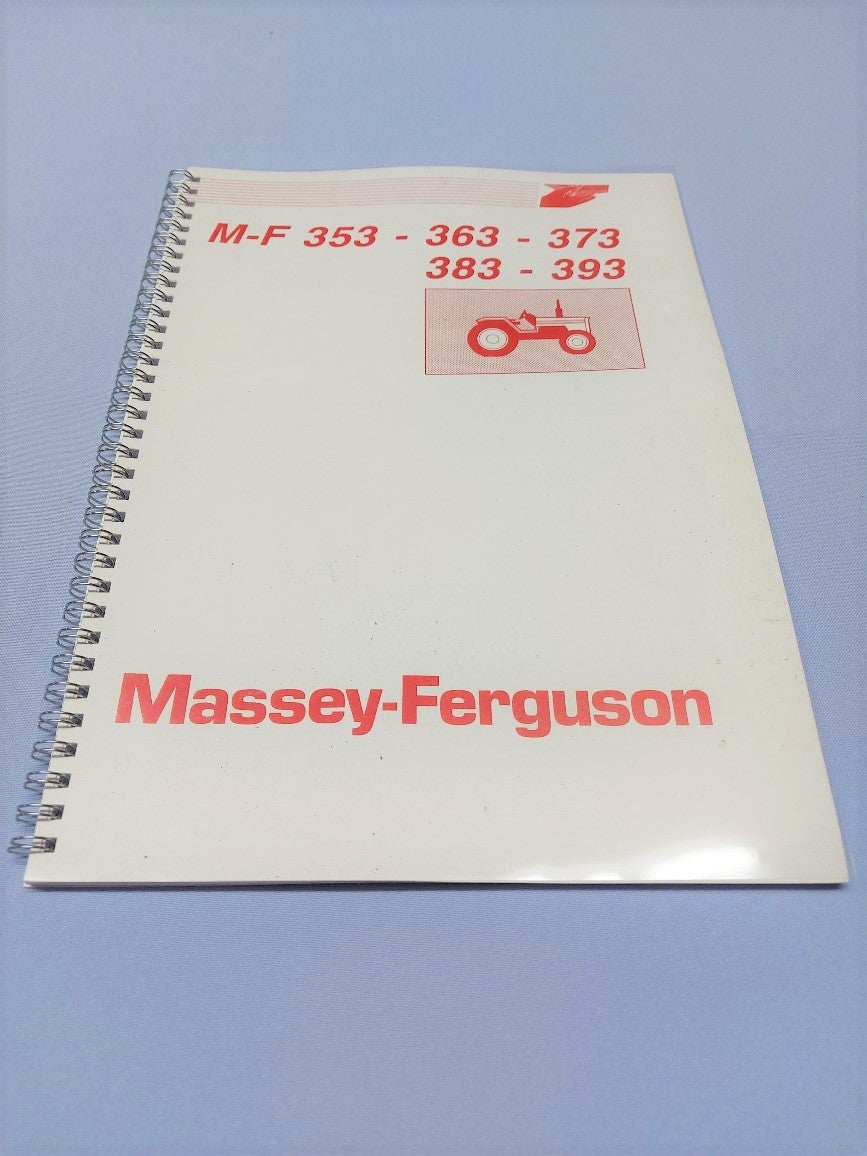 M-F 353 - 363 - 373
383 - 393
Massey-Ferguson